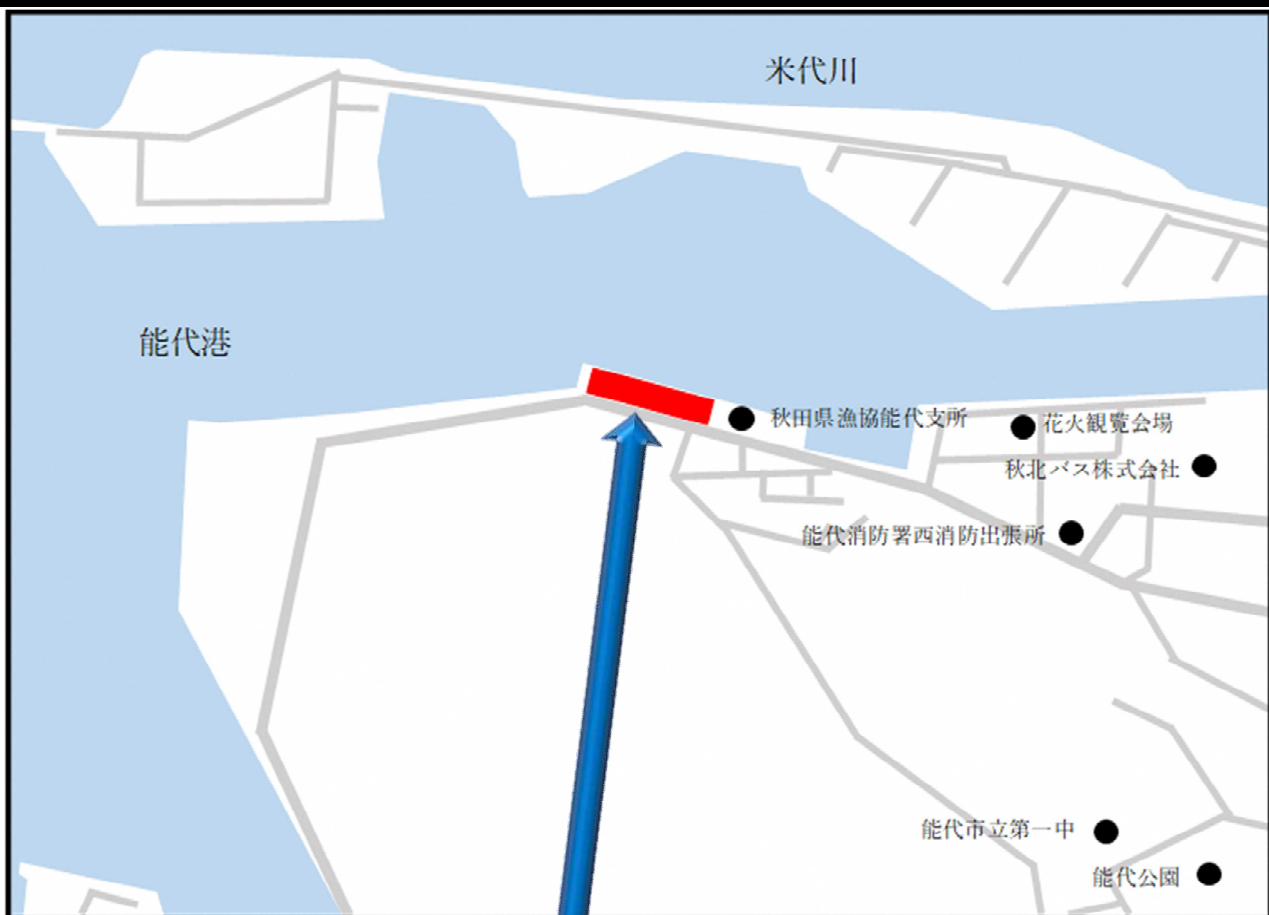 米代川
能代港
秋田県漁協能代支所
花火観覧会場
秋北バス株式会社
能代消防署西消防出張所
能代市立第一中
能代公園